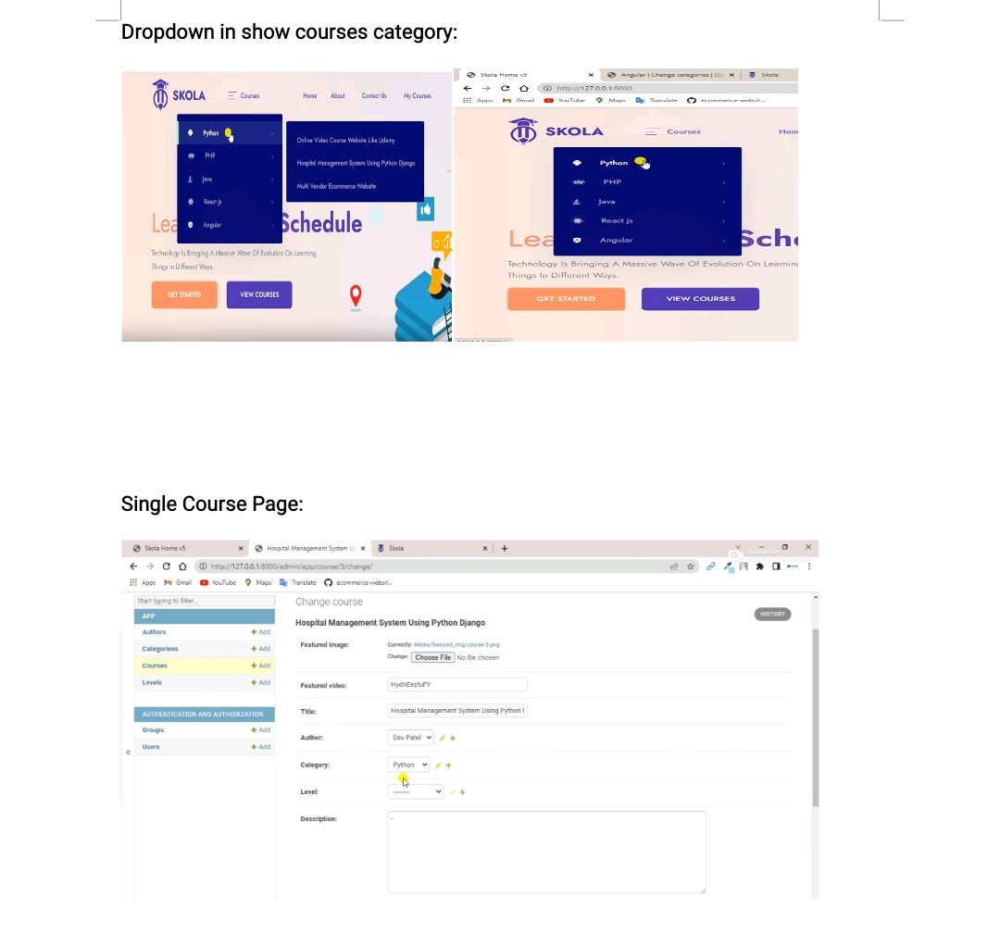 Dropdown in show courses category:
SKOLA
Courses
Home About Contact Us My Courses
Python
PHP
Java
React js
Angular
Online Video Course Website Like Udemy
Hospital Management System Using Python Django
Multi Vendor Ecommerce Website
Lea Schedule
Technology Is Bringing A Massive Wave Of Evolution On Learning
Things In Different Ways.
GET STARTED VIEW COURSES
Skola Home v5 Angular | Change categories | Dj Skola
http://127.0.0.1:8000
Apps Gmail YouTube Maps Translate ecommerce-websit...
SKOLA Courses Hom
Python
PHP
Java
React js
Angular
Lea Sch
Technology Is Bringing A Massive Wave Of Evolution On Learning
Things In Different Ways.
GET STARTED VIEW COURSES
Single Course Page:
Skola Home v5 Hospital Management System U Skola
http://127.0.0.1:8000/admin/app/course/3/change/
Apps Gmail YouTube Maps Translate ecommerce-websit...
Start typing to filter...
APP
Authors + Add
Categoriess + Add
Courses + Add
Levels + Add
AUTHENTICATION AND AUTHORIZATION
Groups + Add
Users + Add
«
Change course
HISTORY
Hospital Management System Using Python Django
Featured image: Currently: Media/featured_img/course-5.png
Change: Choose File No file chosen
Featured video: HydhEezfuFY
Title: Hospital Management System Using Python I
Author: Dev Patel
Category: Python
Level: --------
Description: -